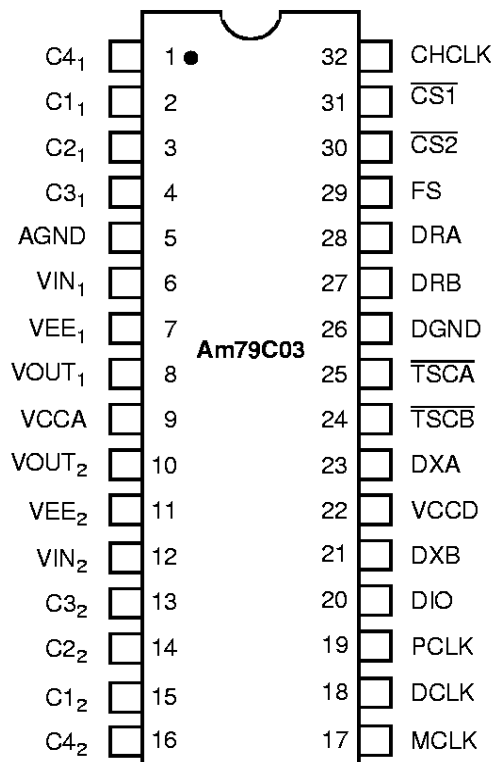 C4₁ 1 32 CHCLK
C1₁ 2 31 C̅S̅1̅
C2₁ 3 30 C̅S̅2̅
C3₁ 4 29 FS
AGND 5 28 DRA
VIN₁ 6 27 DRB
VEE₁ 7 26 DGND
Am79C03
VOUT₁ 8 25 T̅S̅C̅A̅
VCCA 9 24 T̅S̅C̅B̅
VOUT₂ 10 23 DXA
VEE₂ 11 22 VCCD
VIN₂ 12 21 DXB
C3₂ 13 20 DIO
C2₂ 14 19 PCLK
C1₂ 15 18 DCLK
C4₂ 16 17 MCLK